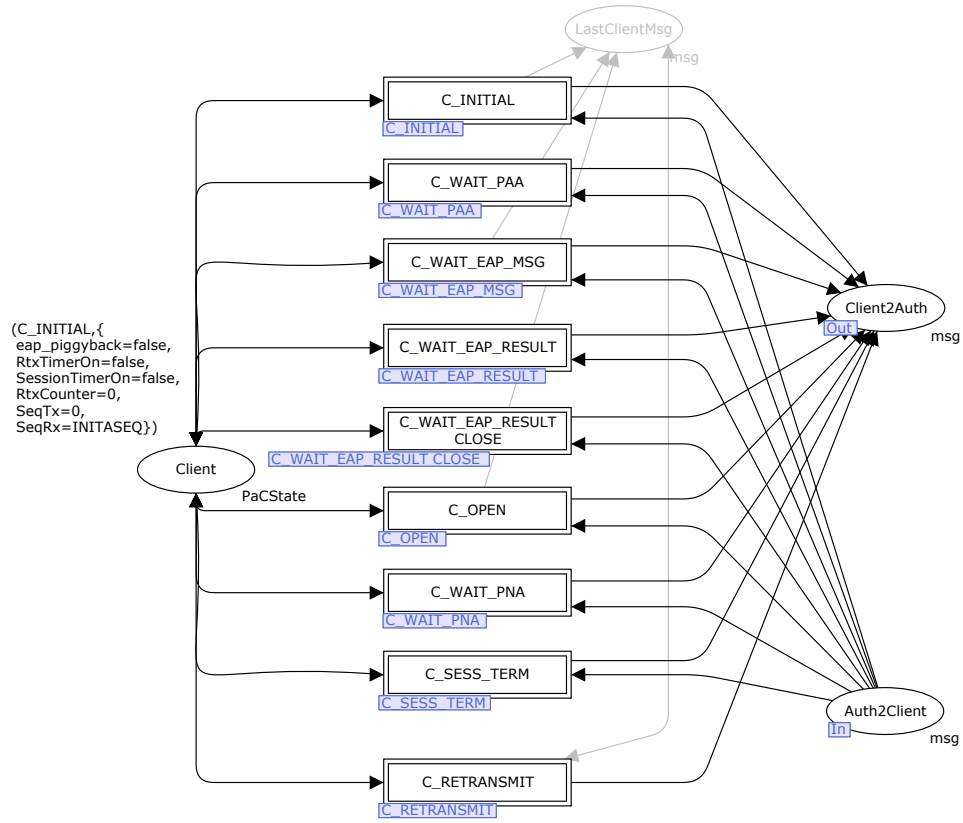 LastClientMsg
msg
C_INITIAL
C_INITIAL
C_WAIT_PAA
C_WAIT_PAA
C_WAIT_EAP_MSG
C_WAIT_EAP_MSG
Client2Auth
Out
msg
(C_INITIAL,{
eap_piggyback=false,
RtxTimerOn=false,
SessionTimerOn=false,
RtxCounter=0,
SeqTx=0,
SeqRx=INITASEQ})
C_WAIT_EAP_RESULT
C_WAIT_EAP_RESULT
C_WAIT_EAP_RESULT
CLOSE
C_WAIT_EAP_RESULT CLOSE
Client
PaCState
C_OPEN
C_OPEN
C_WAIT_PNA
C_WAIT_PNA
C_SESS_TERM
C_SESS_TERM
Auth2Client
In
msg
C_RETRANSMIT
C_RETRANSMIT